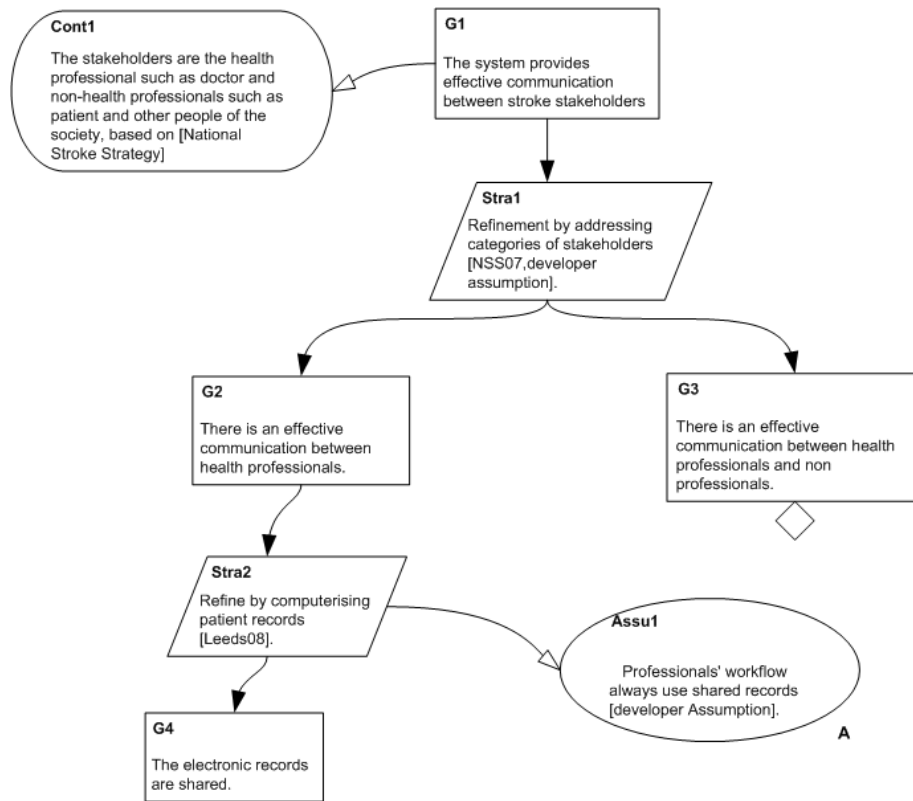 Cont1
The stakeholders are the health
professional such as doctor and
non-health professionals such as
patient and other people of the
society, based on [National
Stroke Strategy]
G1
The system provides
effective communication
between stroke stakeholders
Stra1
Refinement by addressing
categories of stakeholders
[NSS07,developer
assumption].
G2
There is an effective
communication between
health professionals.
G3
There is an effective
communication between health
professionals and non
professionals.
Stra2
Refine by computerising
patient records
[Leeds08].
Assu1
Professionals' workflow
always use shared records
[developer Assumption].
A
G4
The electronic records
are shared.